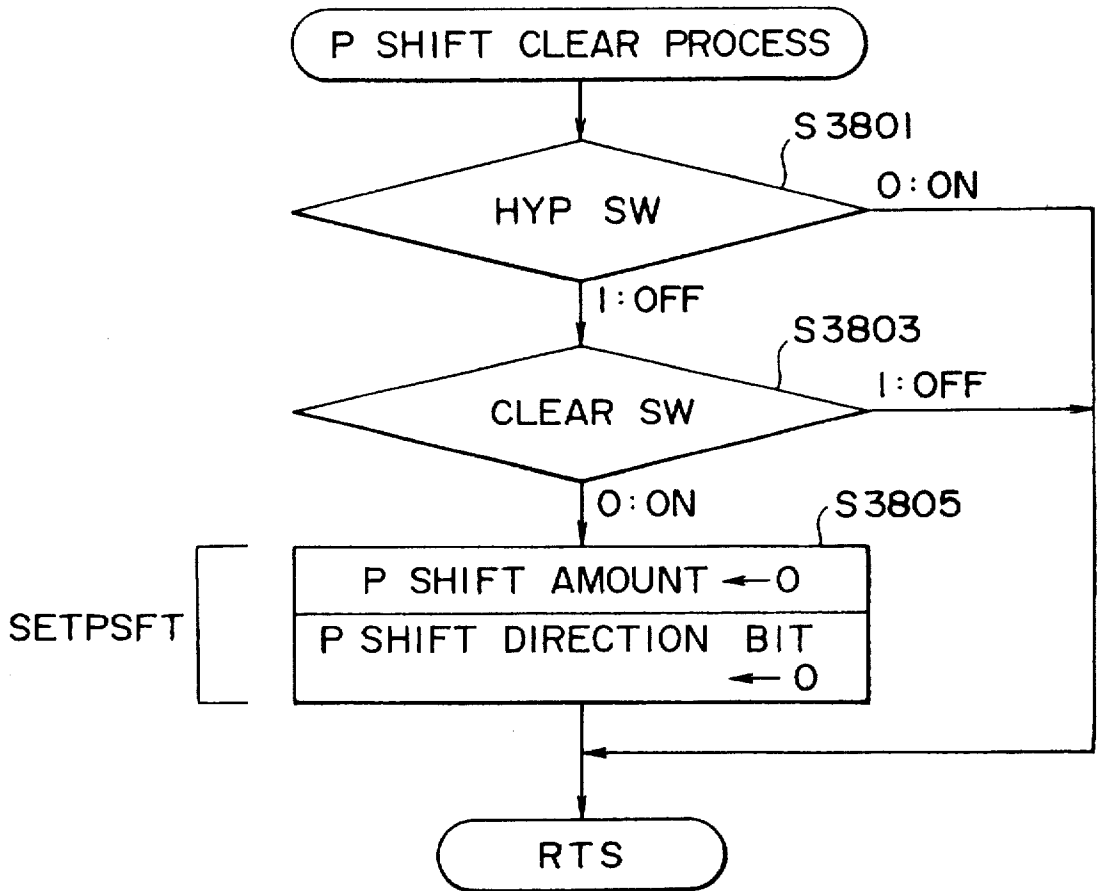 P SHIFT CLEAR PROCESS
S3801
0:ON
HYP SW
1:OFF
S3803
1:OFF
CLEAR SW
0:ON
S3805
P SHIFT AMOUNT ← 0
SETPSFT
P SHIFT DIRECTION BIT
← 0
RTS